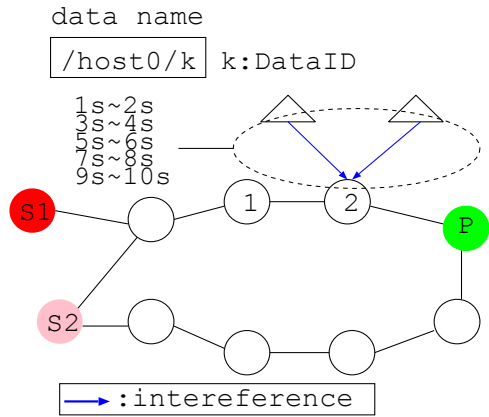 data name
/host0/k k:DataID
1s~2s
3s~4s
5s~6s
7s~8s
9s~10s
S1
1
2
P
S2
:intereference